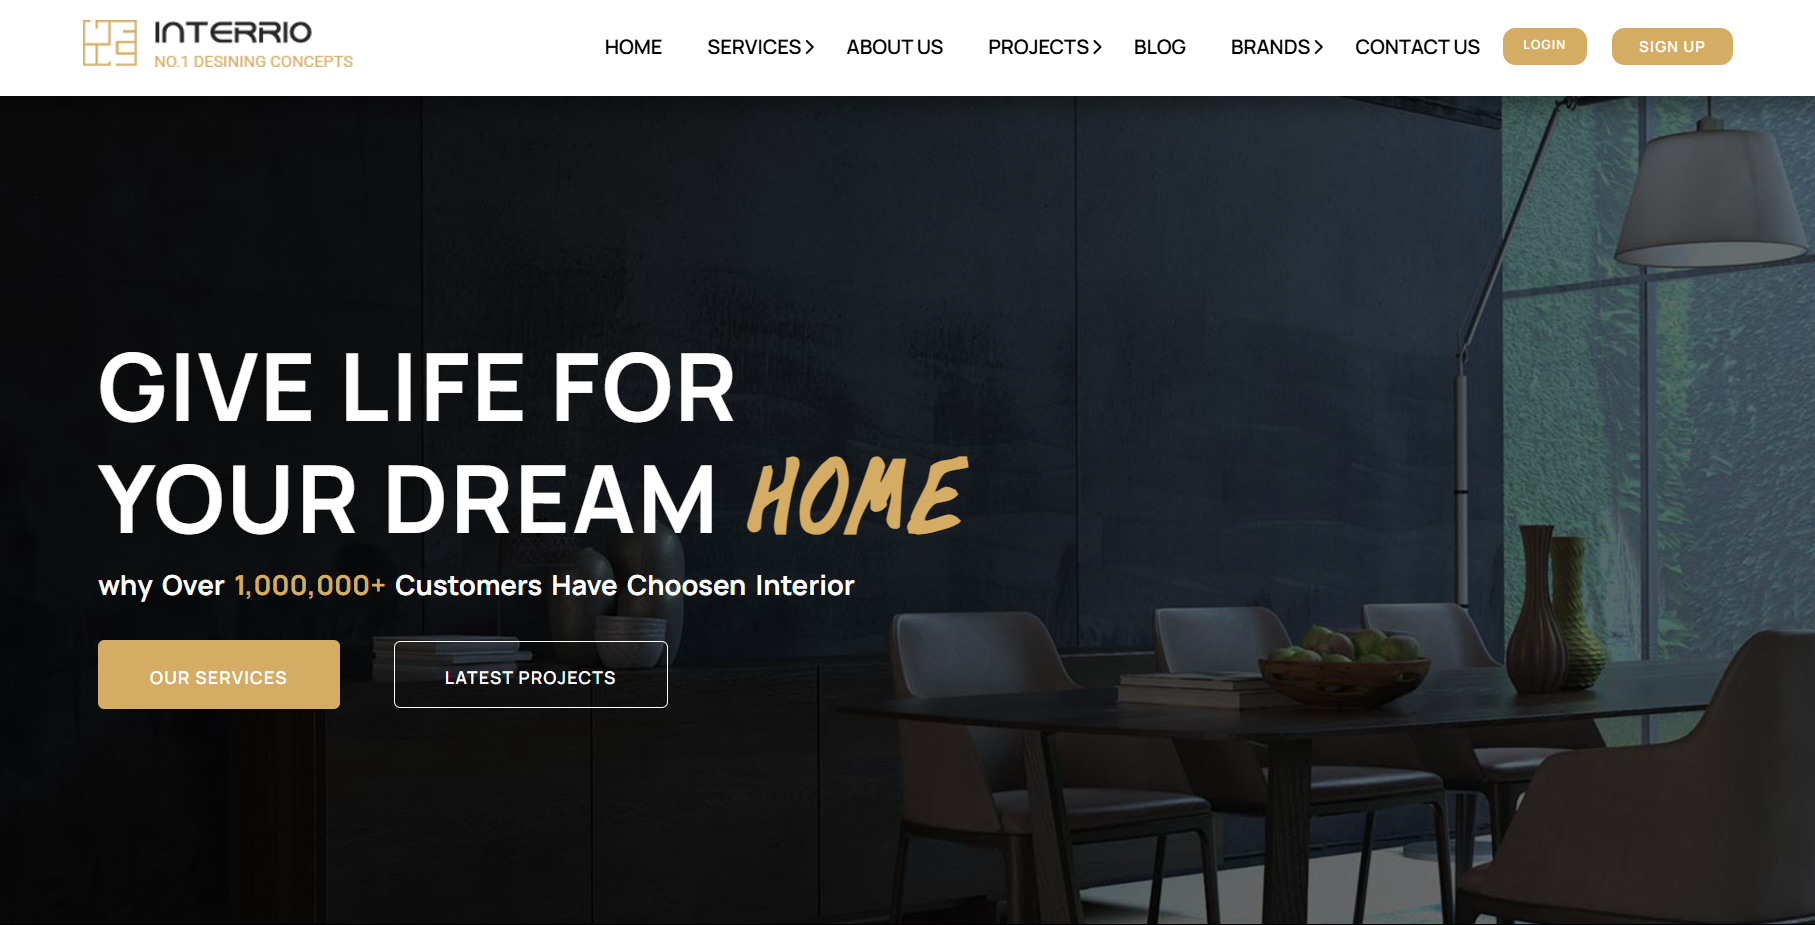 INTERRIO
NO.1 DESINING CONCEPTS
HOME SERVICES ABOUT US PROJECTS BLOG BRANDS CONTACT US LOGIN SIGN UP
GIVE LIFE FOR
YOUR DREAM HOME
why Over 1,000,000+ Customers Have Choosen Interior
OUR SERVICES LATEST PROJECTS